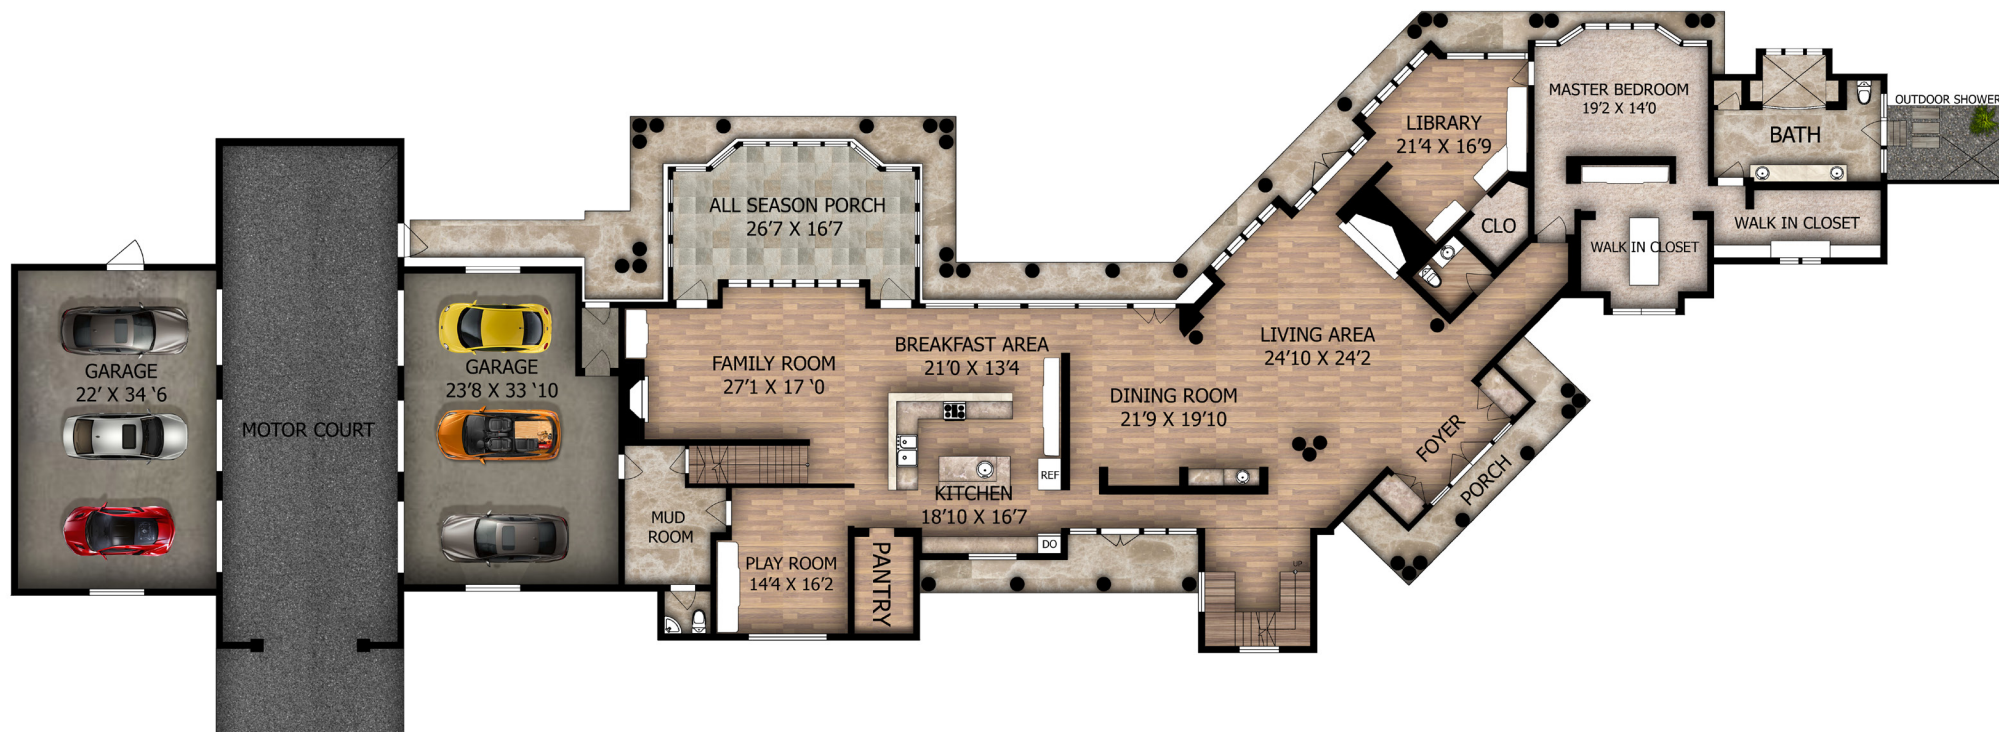 GARAGE
22' X 34 '6
MOTOR COURT
GARAGE
23'8 X 33 '10
ALL SEASON PORCH
26'7 X 16'7
FAMILY ROOM
27'1 X 17 '0
BREAKFAST AREA
21'0 X 13'4
REF
KITCHEN
18'10 X 16'7
DO
MUD
ROOM
PLAY ROOM
14'4 X 16'2
PANTRY
DINING ROOM
21'9 X 19'10
LIVING AREA
24'10 X 24'2
UP
FOYER
PORCH
LIBRARY
21'4 X 16'9
CLO
MASTER BEDROOM
19'2 X 14'0
WALK IN CLOSET
WALK IN CLOSET
BATH
OUTDOOR SHOWER